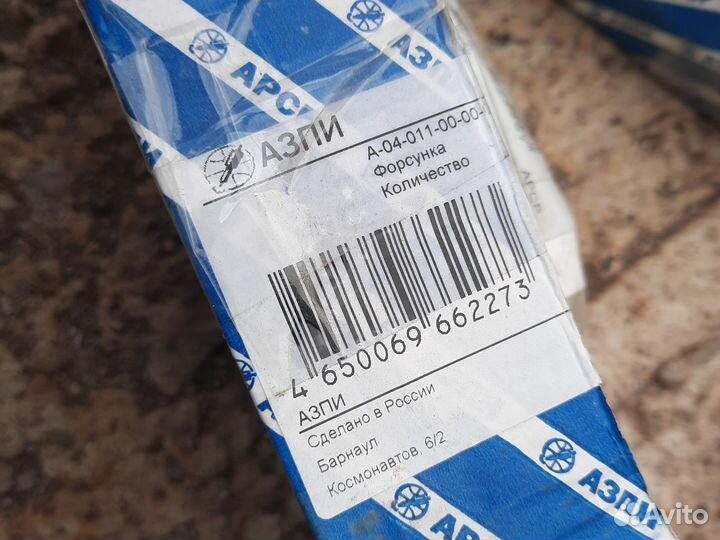 АРСИ
АЗПИ
АЗПИ
А-04-011-00-00-
Форсунка
Количество
4 650069 662273
АЗПИ
Сделано в России
Барнаул
Космонавтов, 6/2
АЗПИ
Avito